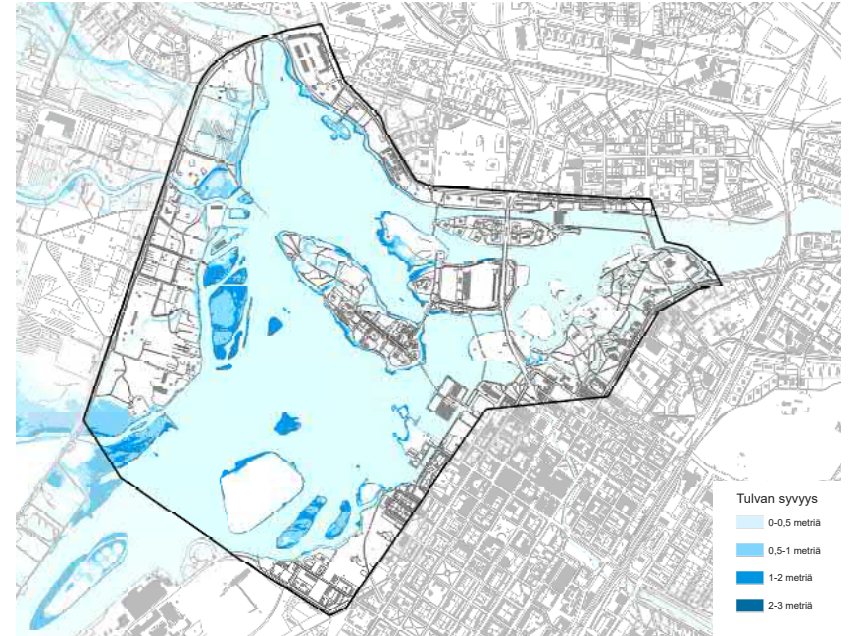 Tulvan syvyys
0-0,5 metriä
0,5-1 metriä
1-2 metriä
2-3 metriä